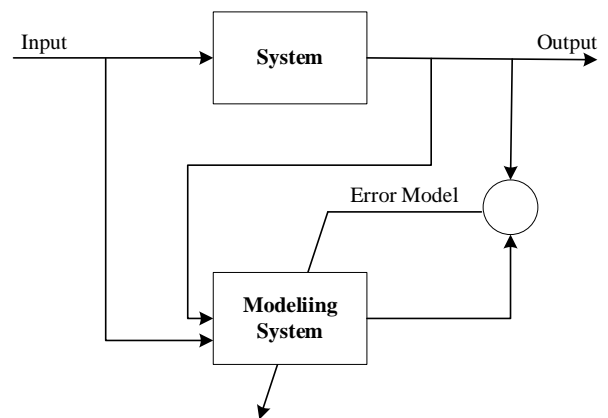 Input
System
Output
Error Model
Modeliing
System